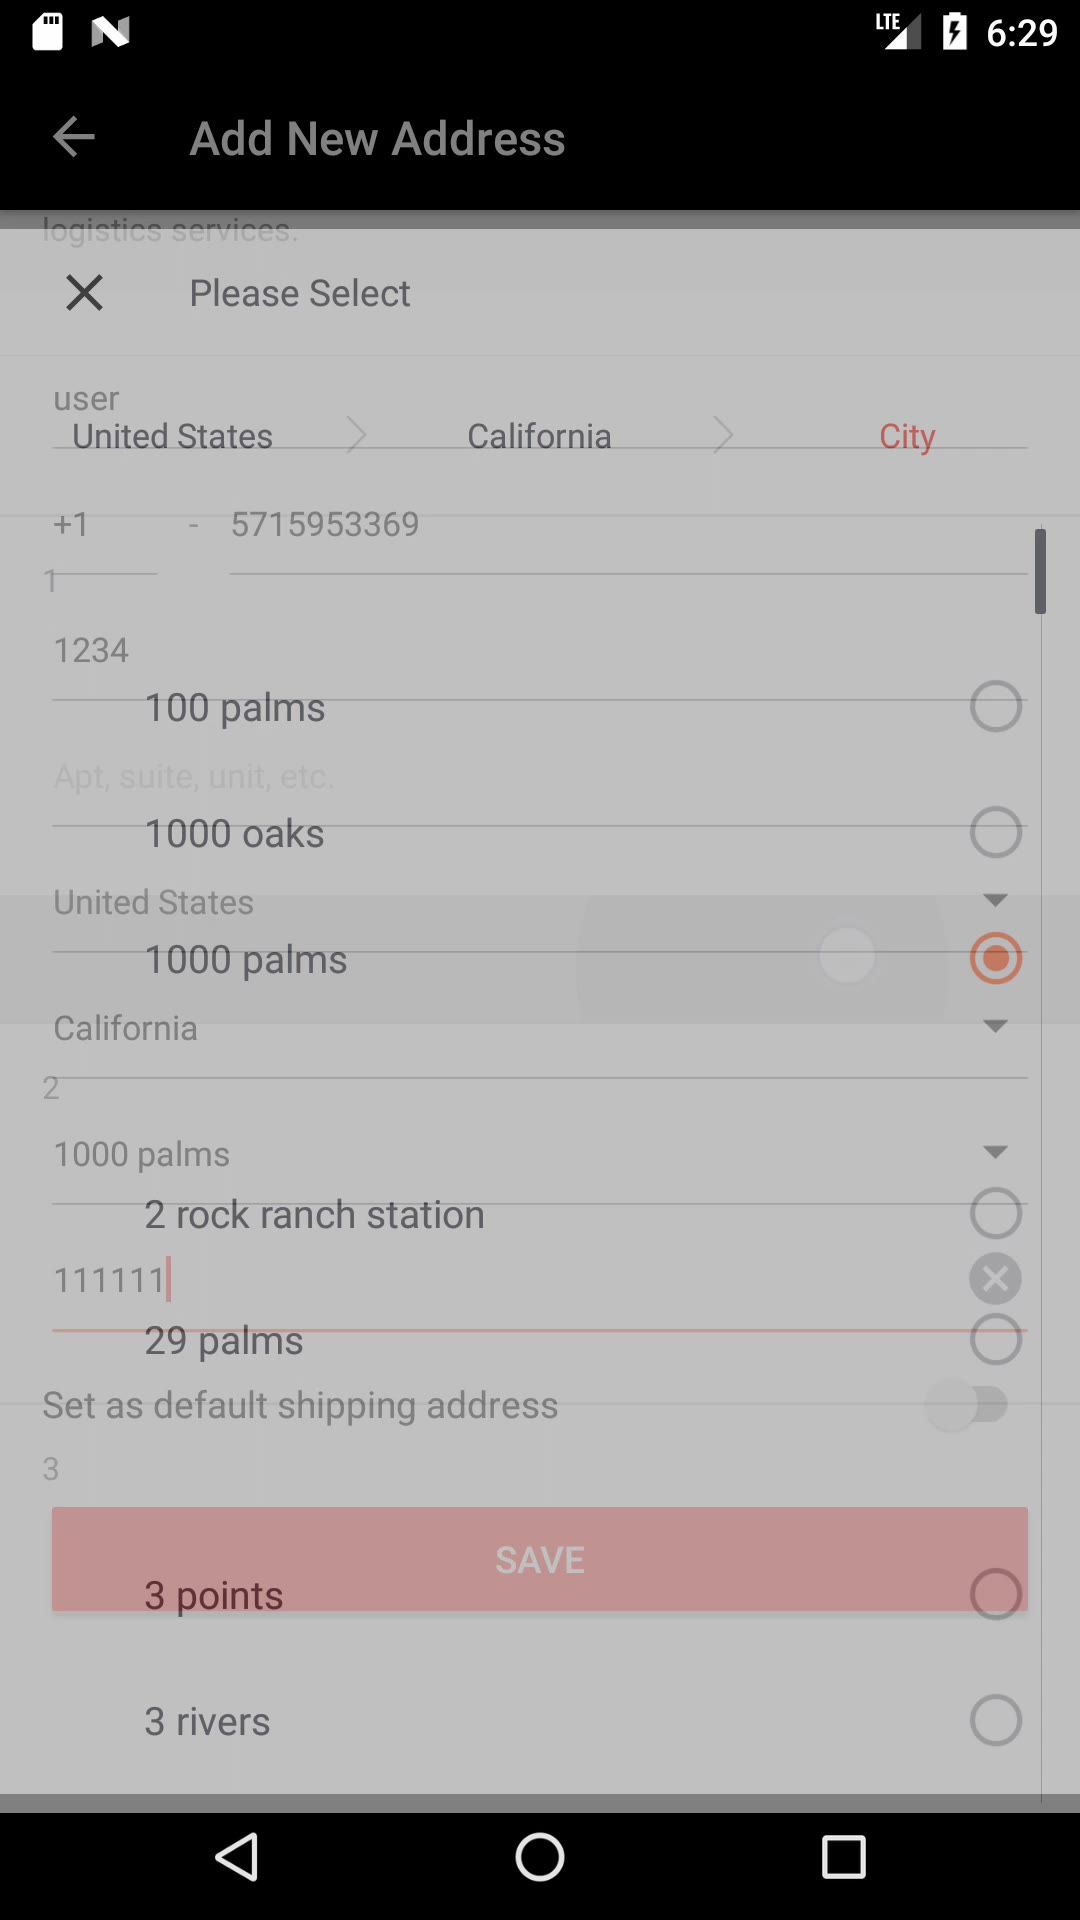 LTE 6:29
Add New Address
logistics services.
Please Select
user
United States California City
+1 - 5715953369
1
1234
100 palms
Apt, suite, unit, etc.
1000 oaks
United States
1000 palms
California
2
1000 palms
2 rock ranch station
111111
29 palms
Set as default shipping address
3
SAVE
3 points
3 rivers